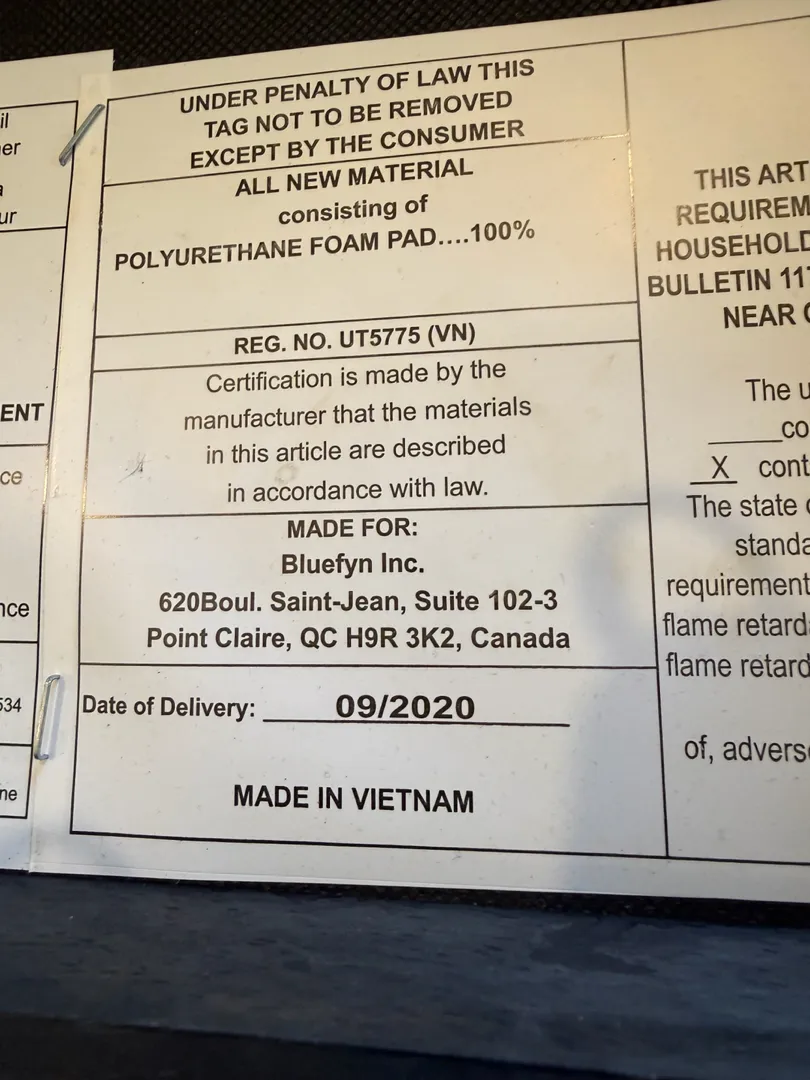 il
er
a
ur
ENT
ce
nce
534
ne
UNDER PENALTY OF LAW THIS
TAG NOT TO BE REMOVED
EXCEPT BY THE CONSUMER
ALL NEW MATERIAL
consisting of
POLYURETHANE FOAM PAD....100%
REG. NO. UT5775 (VN)
Certification is made by the
manufacturer that the materials
in this article are described
in accordance with law.
MADE FOR:
Bluefyn Inc.
620Boul. Saint-Jean, Suite 102-3
Point Claire, QC H9R 3K2, Canada
Date of Delivery: 09/2020
MADE IN VIETNAM
THIS ART
REQUIREM
HOUSEHOLD
BULLETIN 117
NEAR
The u
_____co
X cont
The state
standa
requirement
flame retard
flame retard
of, advers